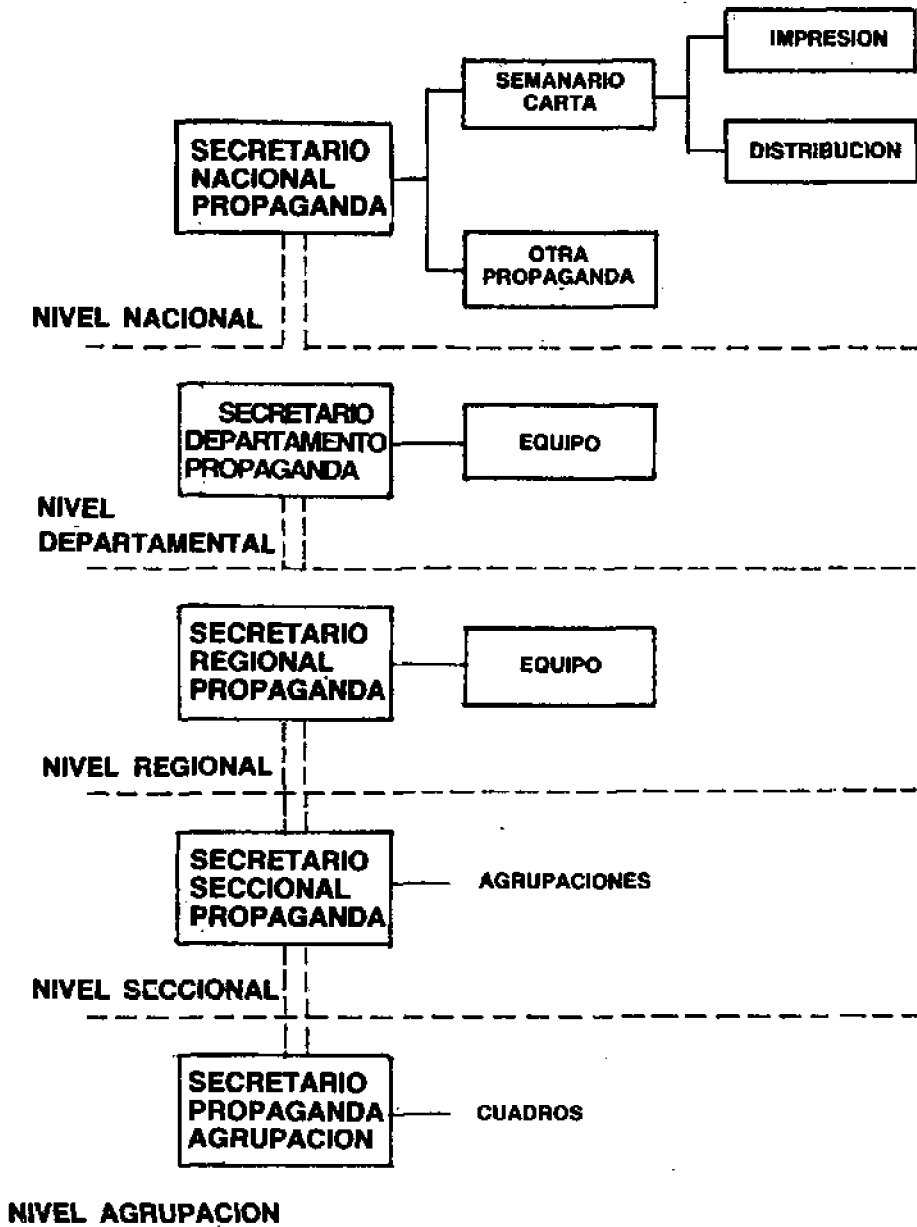 IMPRESION
SEMANARIO
CARTA
DISTRIBUCION
SECRETARIO
NACIONAL
PROPAGANDA
OTRA
PROPAGANDA
NIVEL NACIONAL
SECRETARIO
DEPARTAMENTO
PROPAGANDA
EQUIPO
NIVEL
DEPARTAMENTAL
SECRETARIO
REGIONAL
PROPAGANDA
EQUIPO
NIVEL REGIONAL
SECRETARIO
SECCIONAL
PROPAGANDA
AGRUPACIONES
NIVEL SECCIONAL
SECRETARIO
PROPAGANDA
AGRUPACION
CUADROS
NIVEL AGRUPACION